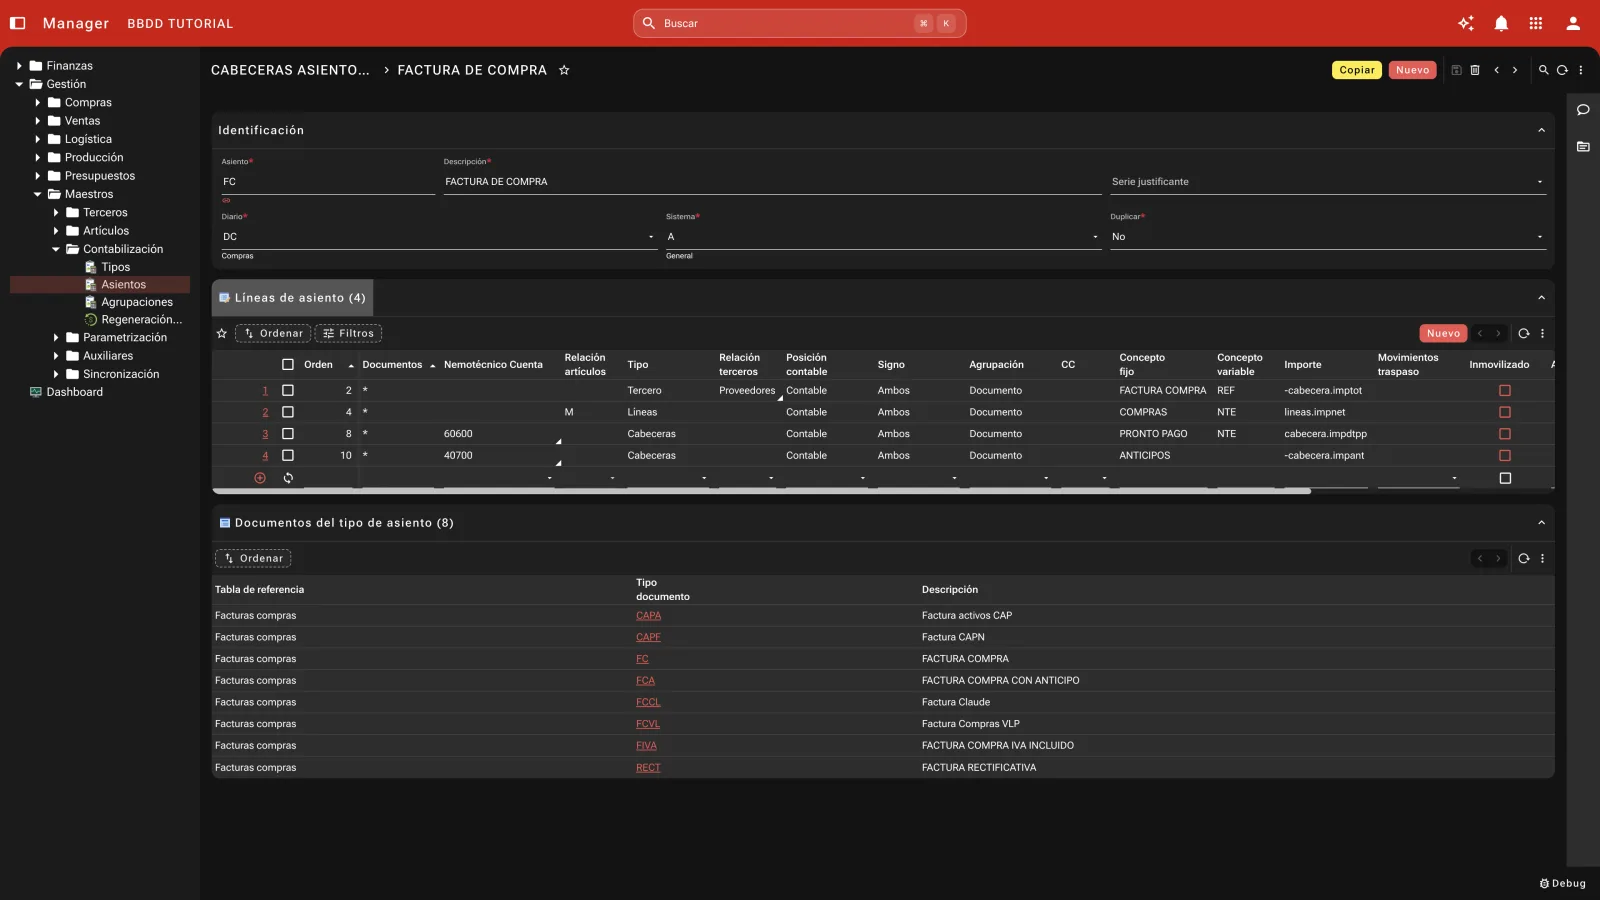 Manager BBDD TUTORIAL Buscar ⌘ K
Finanzas
Gestión
Compras
Ventas
Logística
Producción
Presupuestos
Maestros
Terceros
Artículos
Contabilización
Tipos
Asientos
Agrupaciones
Regeneración...
Parametrización
Auxiliares
Sincronización
Dashboard
CABECERAS ASIENTO... > FACTURA DE COMPRA
Copiar Nuevo
Identificación
Asiento* Descripción*
FC FACTURA DE COMPRA Serie justificante
Diario* Sistema* Duplicar*
DC A No
Compras General
Líneas de asiento (4)
Ordenar Filtros Nuevo
Orden Documentos Nemotécnico Cuenta Relación artículos Tipo Relación terceros Posición contable Signo Agrupación CC Concepto fijo Concepto variable Importe Movimientos traspaso Inmovilizado
1 2 * Tercero Proveedores Contable Ambos Documento FACTURA COMPRA REF -cabecera.imptot
2 4 * M Líneas Contable Ambos Documento COMPRAS NTE lineas.impnet
3 8 * 60600 Cabeceras Contable Ambos Documento PRONTO PAGO NTE cabecera.impdtpp
4 10 * 40700 Cabeceras Contable Ambos Documento ANTICIPOS -cabecera.impant
Documentos del tipo de asiento (8)
Ordenar
Tabla de referencia Tipo documento Descripción
Facturas compras CAPA Factura activos CAP
Facturas compras CAPF Factura CAPN
Facturas compras FC FACTURA COMPRA
Facturas compras FCA FACTURA COMPRA CON ANTICIPO
Facturas compras FCCL Factura Claude
Facturas compras FCVL Factura Compras VLP
Facturas compras FIVA FACTURA COMPRA IVA INCLUIDO
Facturas compras RECT FACTURA RECTIFICATIVA
Debug